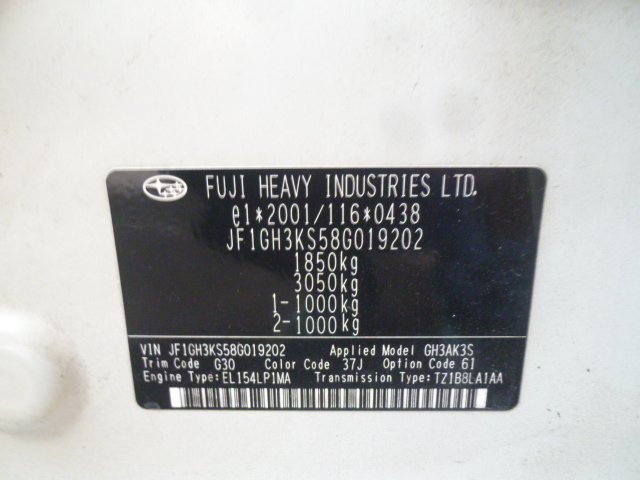 FUJI HEAVY INDUSTRIES LTD.
e1*2001/116*0438
JF1GH3KS58G019202
1850kg
3050kg
1-1000kg
2-1000kg
VIN JF1GH3KS58G019202 Applied Model GH3AK3S
Trim Code G30 Color Code 37J Option Code 61
Engine Type:EL154LP1MA Transmission Type:TZ1B8LA1AA